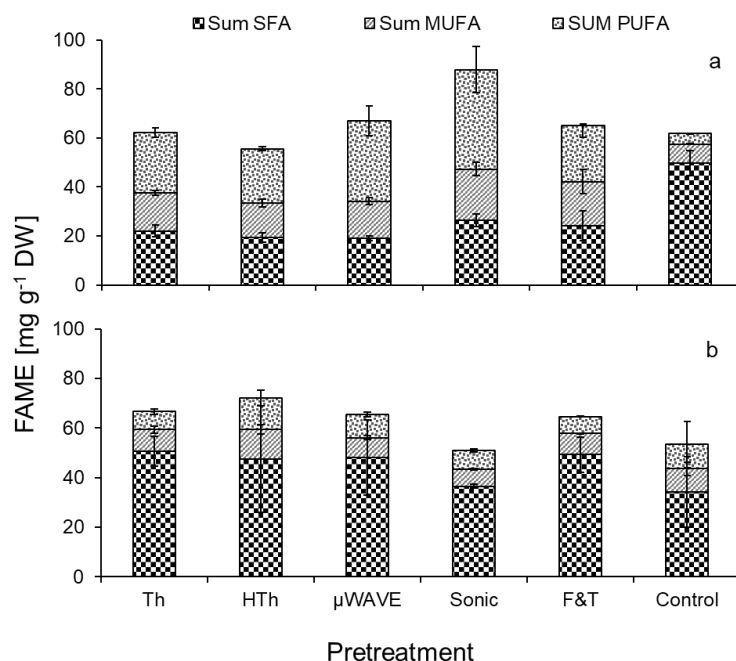 Sum SFA Sum MUFA SUM PUFA
100
a
80
60
40
20
0
FAME [mg g⁻¹ DW]
100
b
80
60
40
20
0
Th HTh µWAVE Sonic F&T Control
Pretreatment